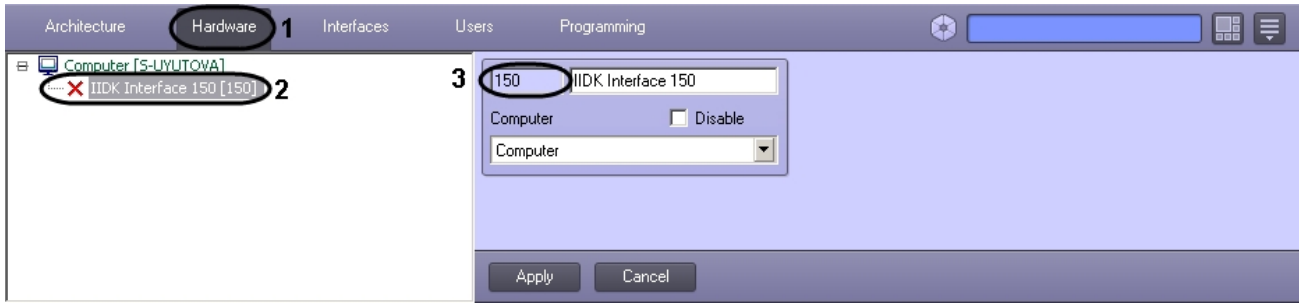 Architecture Hardware 1 Interfaces Users Programming
Computer [S-UYUTOVA]
IIDK Interface 150 [150] 2
3 150 IIDK Interface 150
Computer Disable
Computer
Apply Cancel